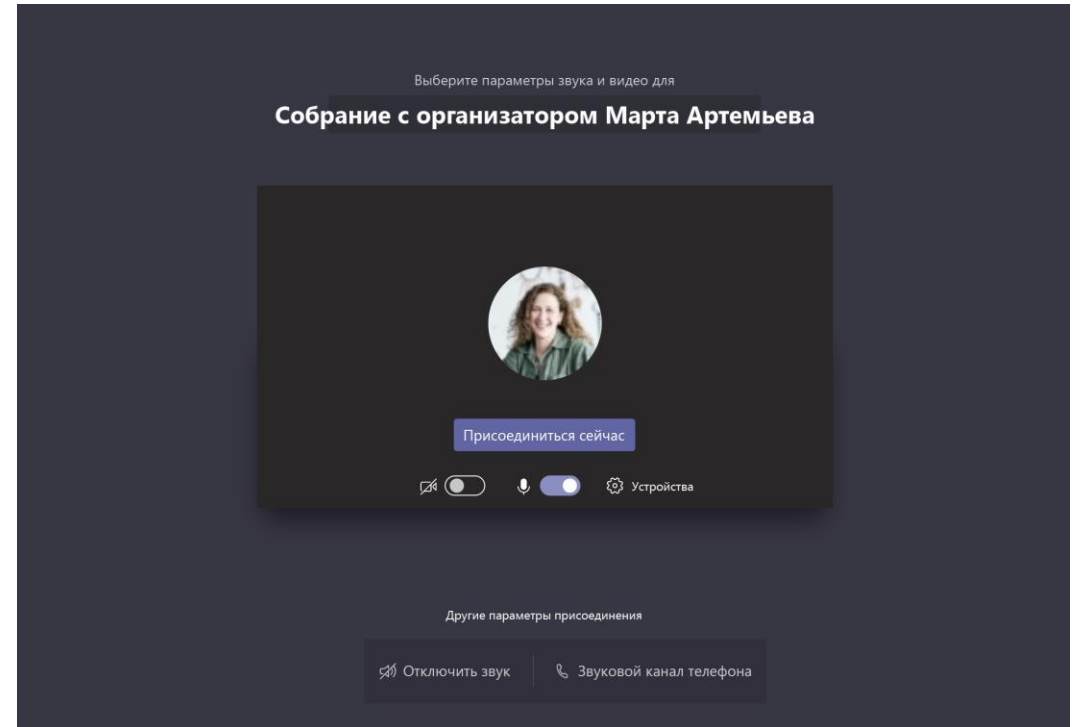 Выберите параметры звука и видео для
Собрание с организатором Марта Артемьева
Присоединиться сейчас
Устройства
Другие параметры присоединения
Отключить звук
Звуковой канал телефона